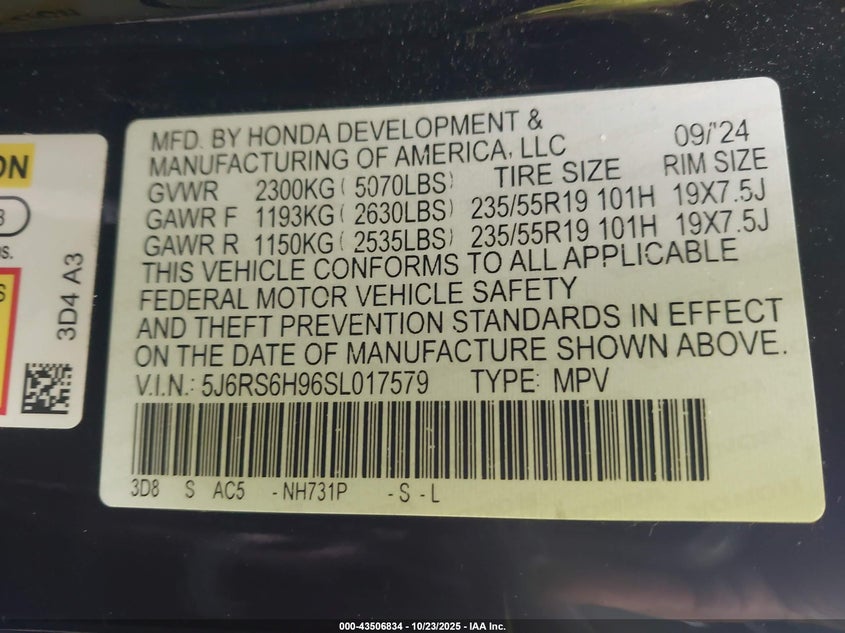 MFD. BY HONDA DEVELOPMENT &
MANUFACTURING OF AMERICA, LLC 09/'24
GVWR 2300KG ( 5070LBS) TIRE SIZE RIM SIZE
GAWR F 1193KG ( 2630LBS) 235/55R19 101H 19X7.5J
GAWR R 1150KG ( 2535LBS) 235/55R19 101H 19X7.5J
THIS VEHICLE CONFORMS TO ALL APPLICABLE
FEDERAL MOTOR VEHICLE SAFETY
AND THEFT PREVENTION STANDARDS IN EFFECT
ON THE DATE OF MANUFACTURE SHOWN ABOVE.
V.I.N.: 5J6RS6H96SL017579 TYPE: MPV
3D8 S AC5 -NH731P -S-L
3D4 A3
000-43506834 - 10/23/2025 - IAA Inc.